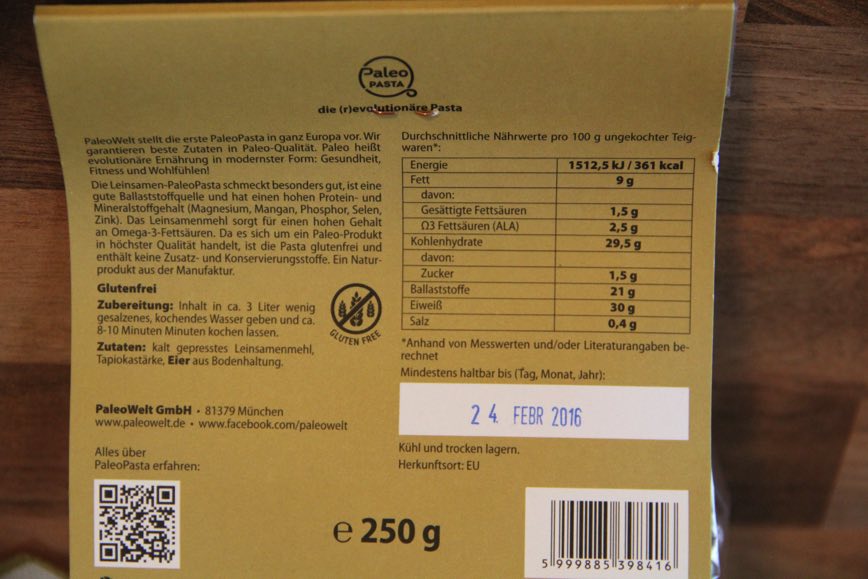 Paleo
PASTA
die (r)evolutionäre Pasta
PaleoWelt stellt die erste PaleoPasta in ganz Europa vor. Wir
garantieren beste Zutaten in Paleo-Qualität. Paleo heißt
evolutionäre Ernährung in modernster Form: Gesundheit,
Fitness und Wohlfühlen!
Die Leinsamen-PaleoPasta schmeckt besonders gut, ist eine
gute Ballaststoffquelle und hat einen hohen Protein- und
Mineralstoffgehalt (Magnesium, Mangan, Phosphor, Selen,
Zink). Das Leinsamenmehl sorgt für einen hohen Gehalt
an Omega-3-Fettsäuren. Da es sich um ein Paleo-Produkt
in höchster Qualität handelt, ist die Pasta glutenfrei und
enthält keine Zusatz- und Konservierungsstoffe. Ein Natur-
produkt aus der Manufaktur.
Glutenfrei
Zubereitung: Inhalt in ca. 3 Liter wenig
gesalzenes, kochendes Wasser geben und ca.
8-10 Minuten Minuten kochen lassen.
Zutaten: kalt gepresstes Leinsamenmehl,
Tapiokastärke, Eier aus Bodenhaltung.
GLUTEN FREE
PaleoWelt GmbH • 81379 München
www.paleowelt.de • www.facebook.com/paleowelt
Alles über
PaleoPasta erfahren:
Durchschnittliche Nährwerte pro 100 g ungekochter Teig-
waren*:
Energie 1512,5 kJ / 361 kcal
Fett 9 g
davon:
Gesättigte Fettsäuren 1,5 g
Ω3 Fettsäuren (ALA) 2,5 g
Kohlenhydrate 29,5 g
davon:
Zucker 1,5 g
Ballaststoffe 21 g
Eiweiß 30 g
Salz 0,4 g
*Anhand von Messwerten und/oder Literaturangaben be-
rechnet
Mindestens haltbar bis (Tag, Monat, Jahr):
24. FEBR 2016
Kühl und trocken lagern.
Herkunftsort: EU
e 250 g
5 999885 398416